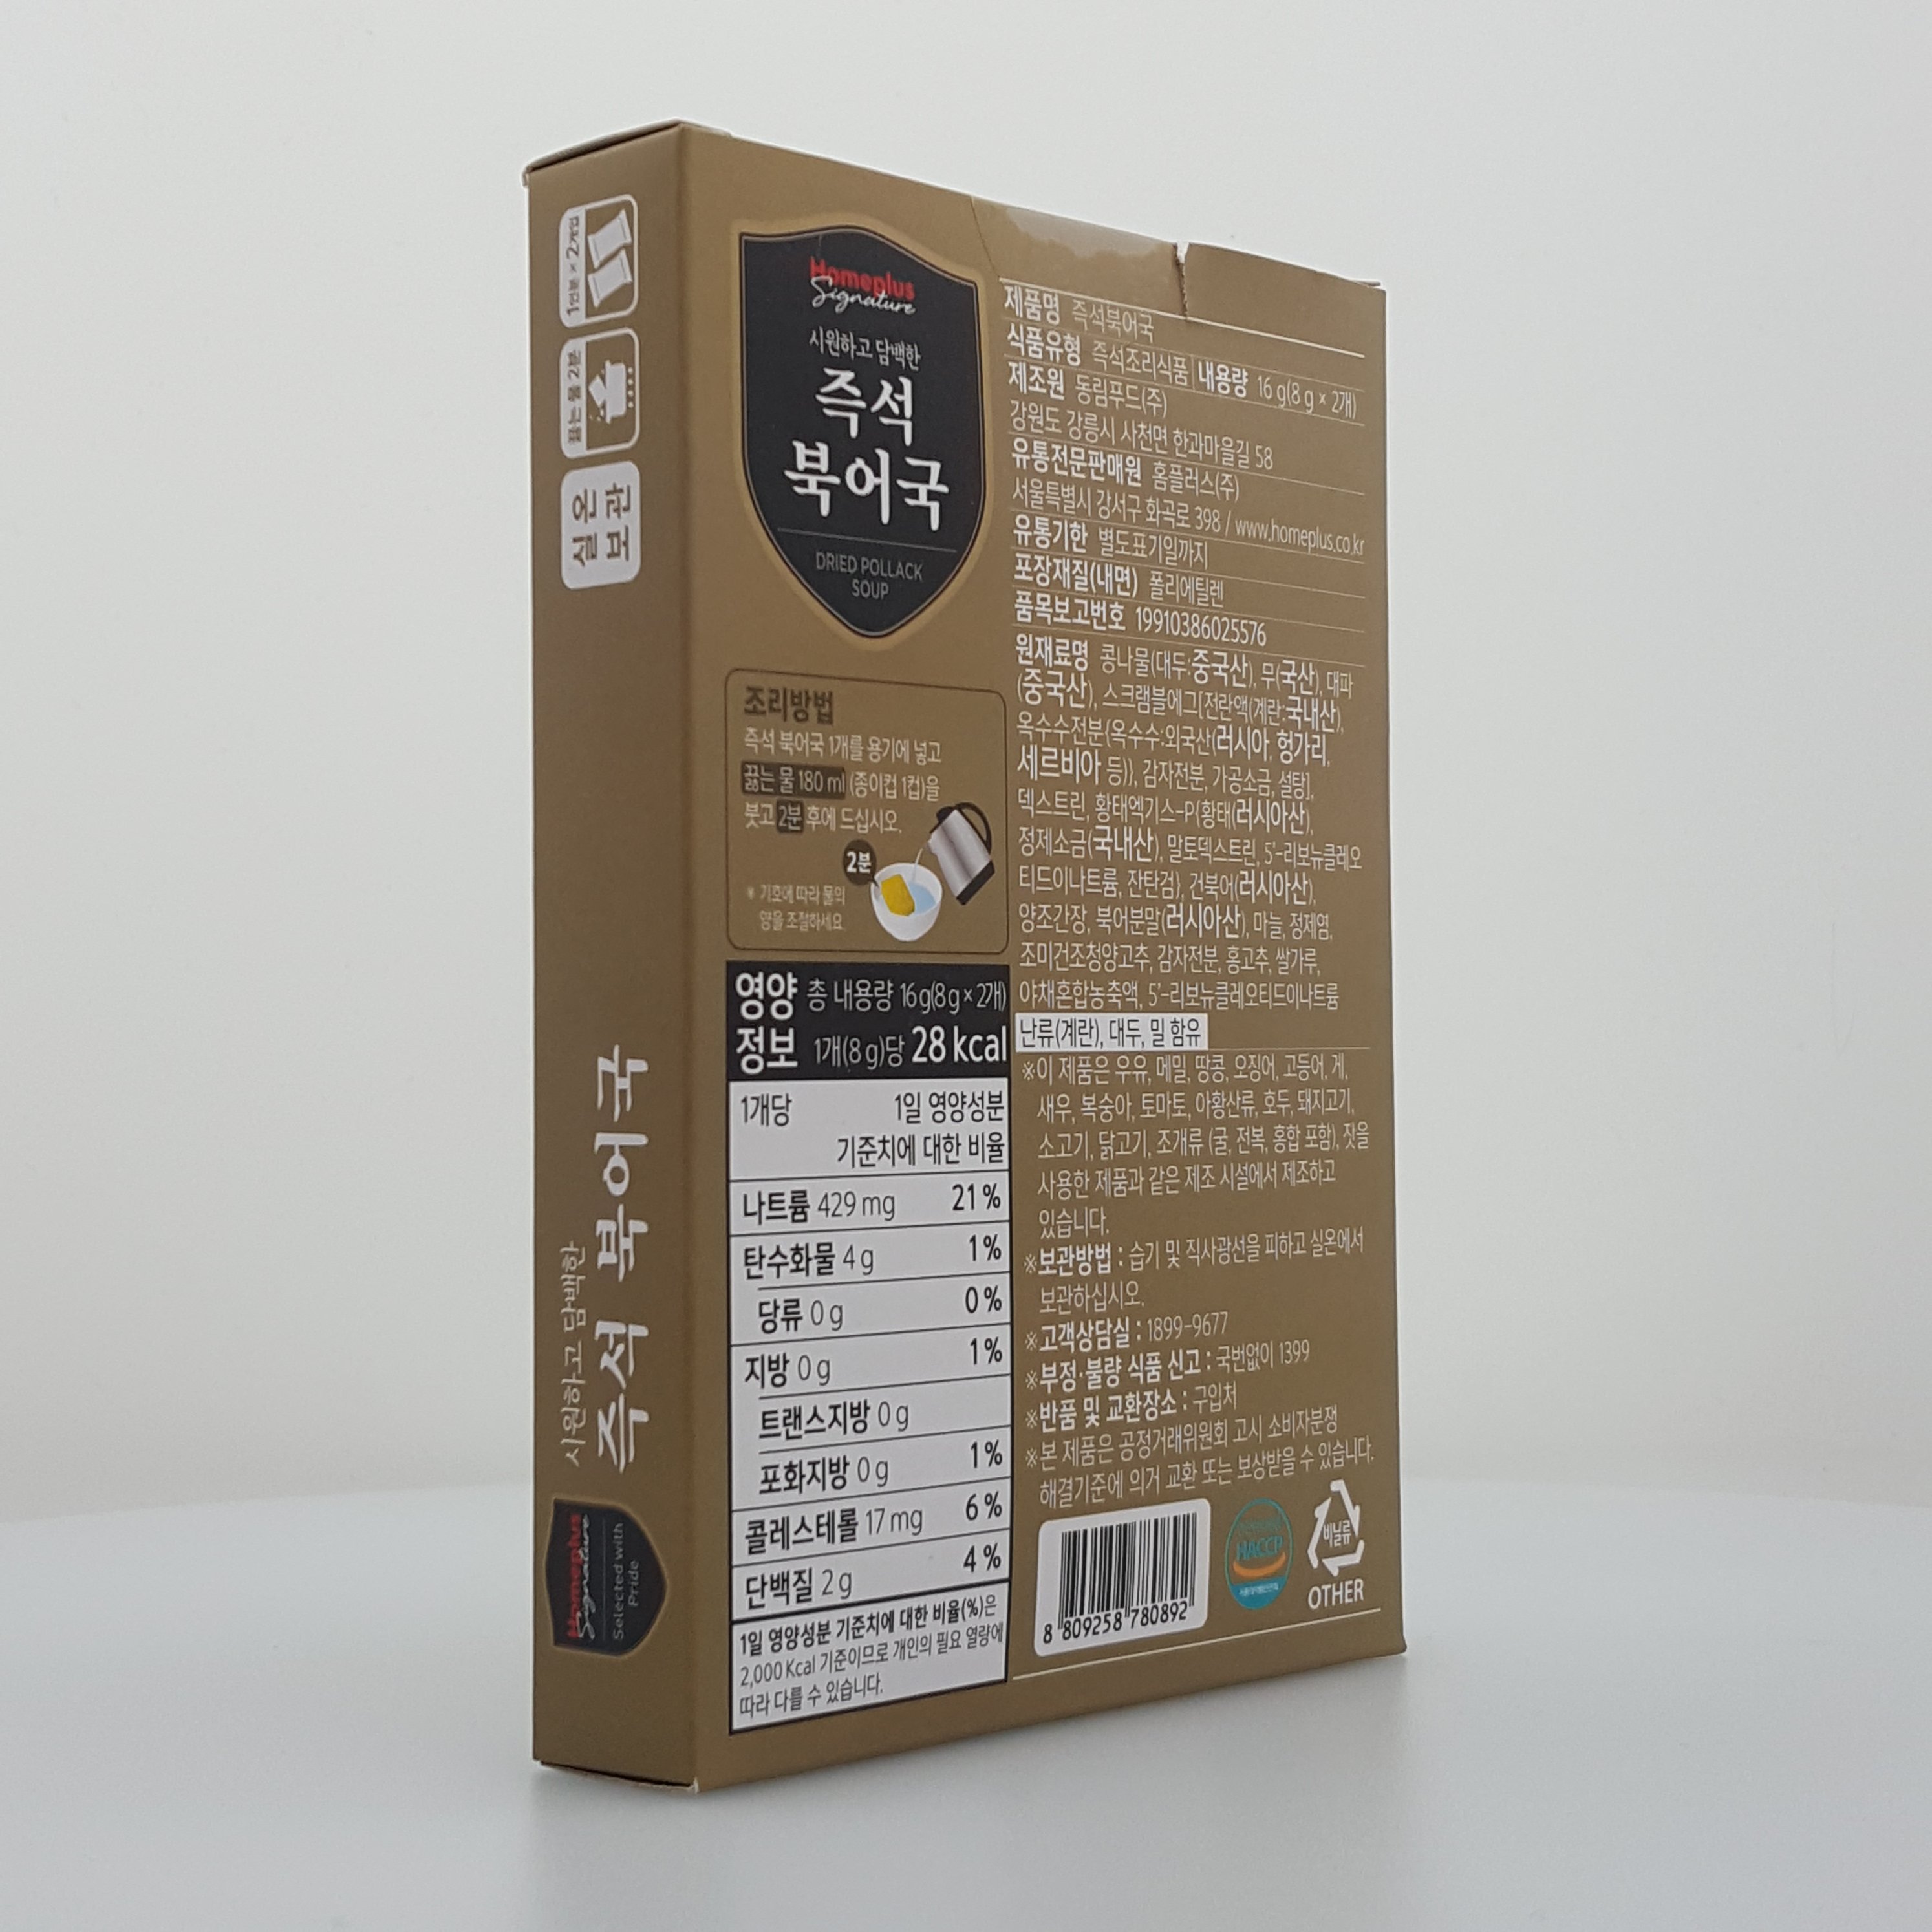 1인분×2개입
끓는 물 2분
실온
보관
시원하고 담백한
즉석 북어국
Homeplus
Signature
Selected with
Pride
Homeplus
Signature
시원하고 담백한
즉석
북어국
DRIED POLLACK
SOUP
조리방법
즉석 북어국 1개를 용기에 넣고
끓는 물 180 ml (종이컵 1컵)을
붓고 2분 후에 드십시오.
2분
※ 기호에 따라 물의
양을 조절하세요.
영양 총 내용량 16 g(8 g × 2개)
정보 1개(8 g)당 28 kcal
1개당 1일 영양성분
기준치에 대한 비율
나트륨 429 mg 21 %
탄수화물 4 g 1 %
당류 0 g 0 %
지방 0 g 1 %
트랜스지방 0 g
포화지방 0 g 1 %
콜레스테롤 17 mg 6 %
단백질 2 g 4 %
1일 영양성분 기준치에 대한 비율(%)은
2,000 Kcal 기준이므로 개인의 필요 열량에
따라 다를 수 있습니다.
제품명 즉석북어국
식품유형 즉석조리식품 내용량 16 g(8 g × 2개)
제조원 동림푸드(주)
강원도 강릉시 사천면 한과마을길 58
유통전문판매원 홈플러스(주)
서울특별시 강서구 화곡로 398 / www.homeplus.co.kr
유통기한 별도표기일까지
포장재질(내면) 폴리에틸렌
품목보고번호 19910386025576
원재료명 콩나물(대두:중국산), 무(국산), 대파
(중국산), 스크램블에그[전란액(계란:국내산),
옥수수전분{옥수수:외국산(러시아, 헝가리,
세르비아 등)}, 감자전분, 가공소금, 설탕],
덱스트린, 황태엑기스-P{황태(러시아산),
정제소금(국내산), 말토덱스트린, 5'-리보뉴클레오
티드이나트륨, 잔탄검}, 건북어(러시아산),
양조간장, 북어분말(러시아산), 마늘, 정제염,
조미건조청양고추, 감자전분, 홍고추, 쌀가루,
야채혼합농축액, 5'-리보뉴클레오티드이나트륨
난류(계란), 대두, 밀 함유
※이 제품은 우유, 메밀, 땅콩, 오징어, 고등어, 게,
새우, 복숭아, 토마토, 아황산류, 호두, 돼지고기,
소고기, 닭고기, 조개류 (굴, 전복, 홍합 포함), 잣을
사용한 제품과 같은 제조 시설에서 제조하고
있습니다.
※보관방법 : 습기 및 직사광선을 피하고 실온에서
보관하십시오.
※고객상담실 : 1899-9677
※부정·불량 식품 신고 : 국번없이 1399
※반품 및 교환장소 : 구입처
※본 제품은 공정거래위원회 고시 소비자분쟁
해결기준에 의거 교환 또는 보상받을 수 있습니다.
8 809258 780892
HACCP
비닐류
OTHER